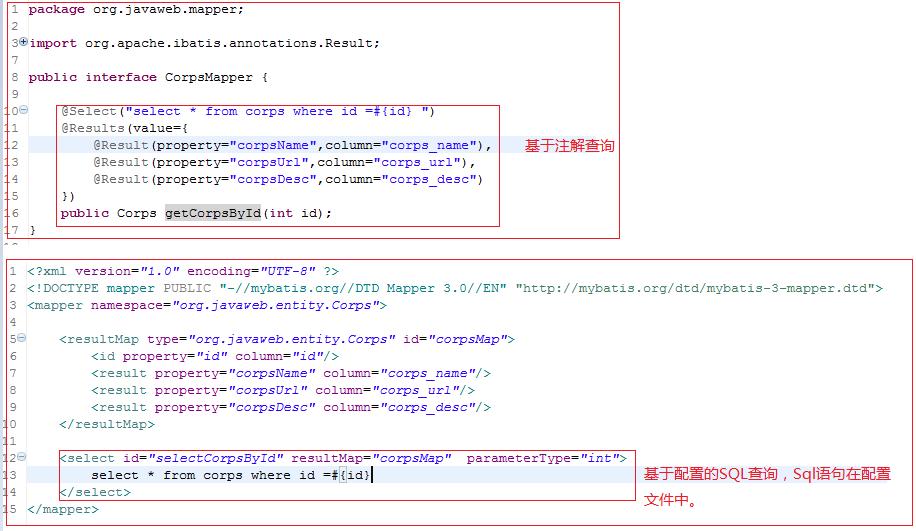 1 package org.javaweb.mapper;
2
3 import org.apache.ibatis.annotations.Result;
7
8 public interface CorpsMapper {
9
10 @Select("select * from corps where id =#{id} ")
11 @Results(value={
12 @Result(property="corpsName",column="corps_name"),
基于注解查询
13 @Result(property="corpsUrl",column="corps_url"),
14 @Result(property="corpsDesc",column="corps_desc")
15 })
16 public Corps getCorpsById(int id);
17 }
1 <?xml version="1.0" encoding="UTF-8" ?>
2 <!DOCTYPE mapper PUBLIC "-//mybatis.org//DTD Mapper 3.0//EN" "http://mybatis.org/dtd/mybatis-3-mapper.dtd">
3 <mapper namespace="org.javaweb.entity.Corps">
4
5 <resultMap type="org.javaweb.entity.Corps" id="corpsMap">
6 <id property="id" column="id"/>
7 <result property="corpsName" column="corps_name"/>
8 <result property="corpsUrl" column="corps_url"/>
9 <result property="corpsDesc" column="corps_desc"/>
10 </resultMap>
11
12 <select id="selectCorpsById" resultMap="corpsMap" parameterType="int">
13 select * from corps where id =#{id}
14 </select>
15 </mapper>
基于配置的SQL查询，Sql语句在配置
文件中。